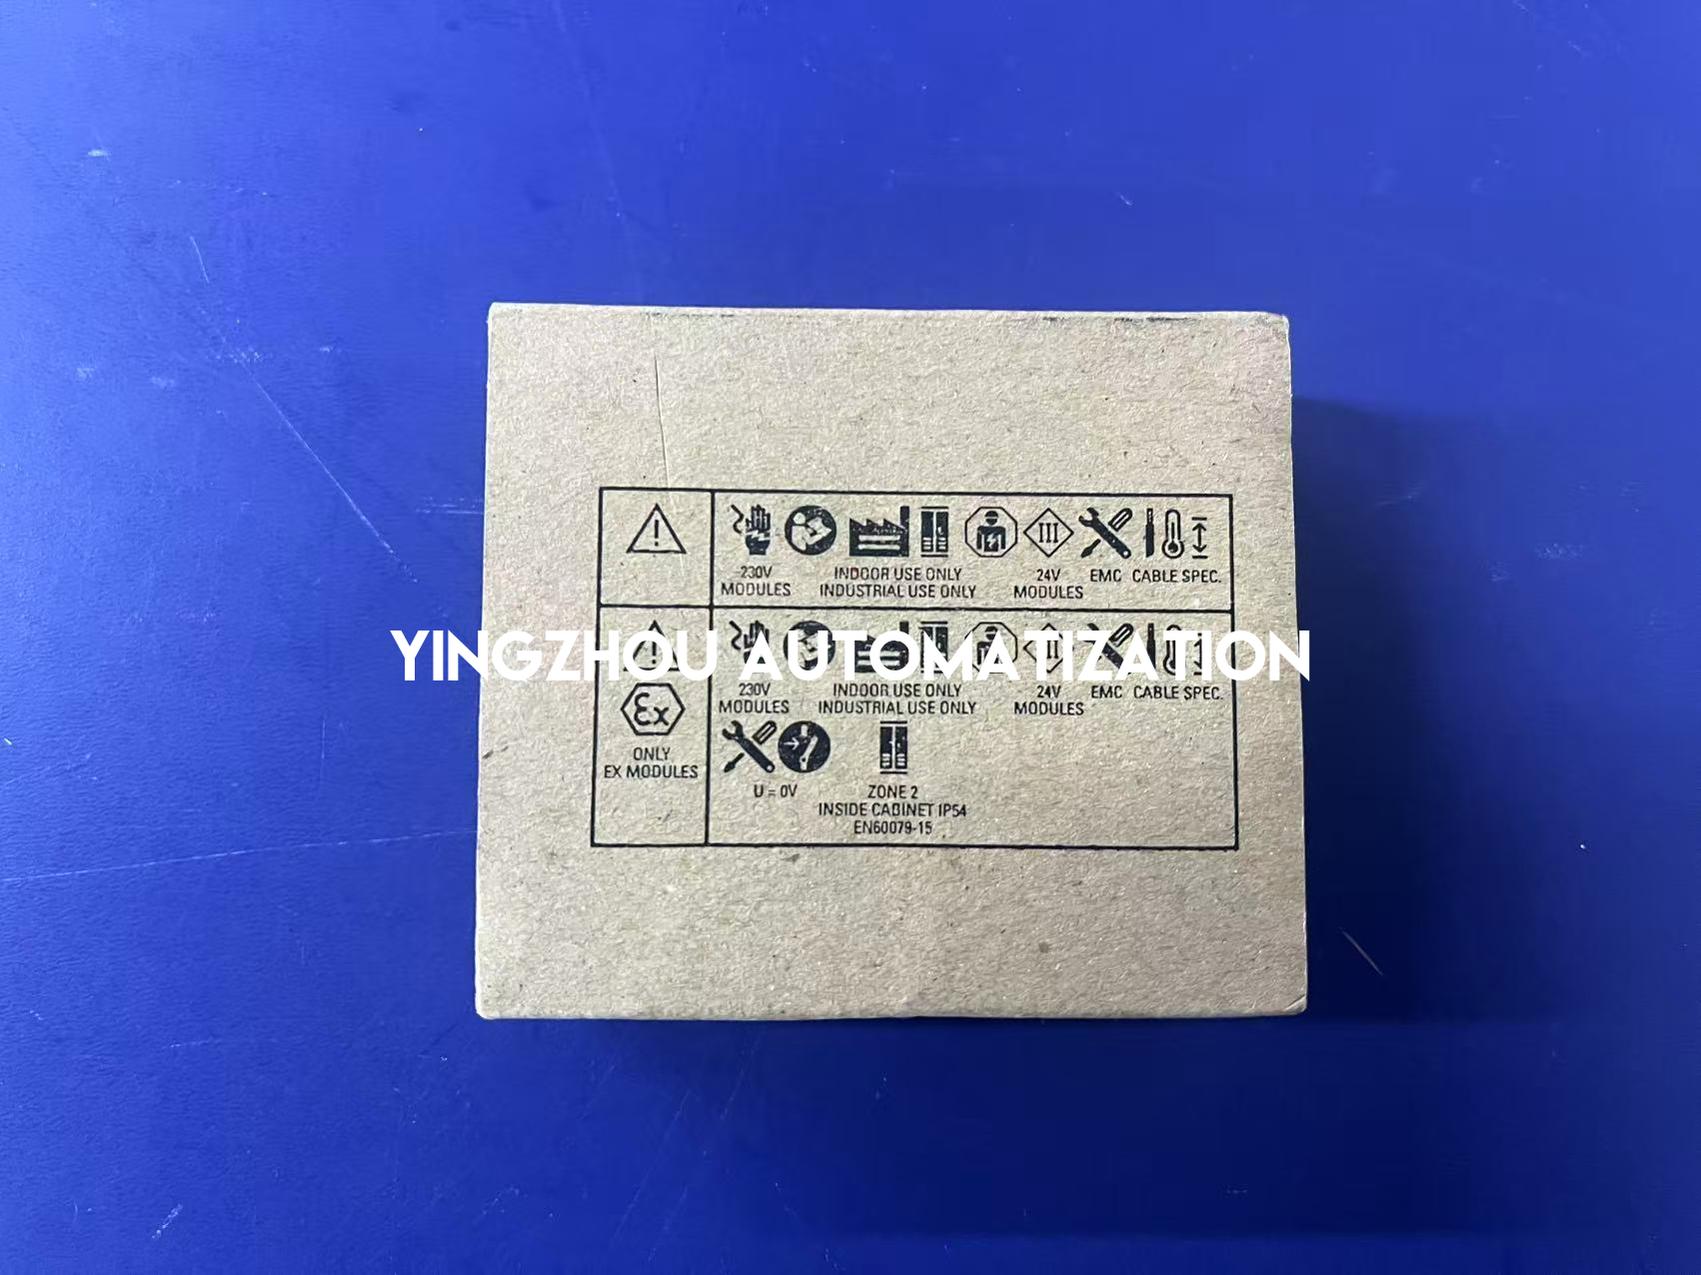 230V
MODULES
INDOOR USE ONLY
INDUSTRIAL USE ONLY
III
24V
MODULES
EMC
CABLE SPEC.
YINGZHOU AUTOMATIZATION
230V
MODULES
INDOOR USE ONLY
INDUSTRIAL USE ONLY
24V
MODULES
EMC
CABLE SPEC.
Ex
ONLY
EX MODULES
U = 0V
ZONE 2
INSIDE CABINET IP54
EN60079-15